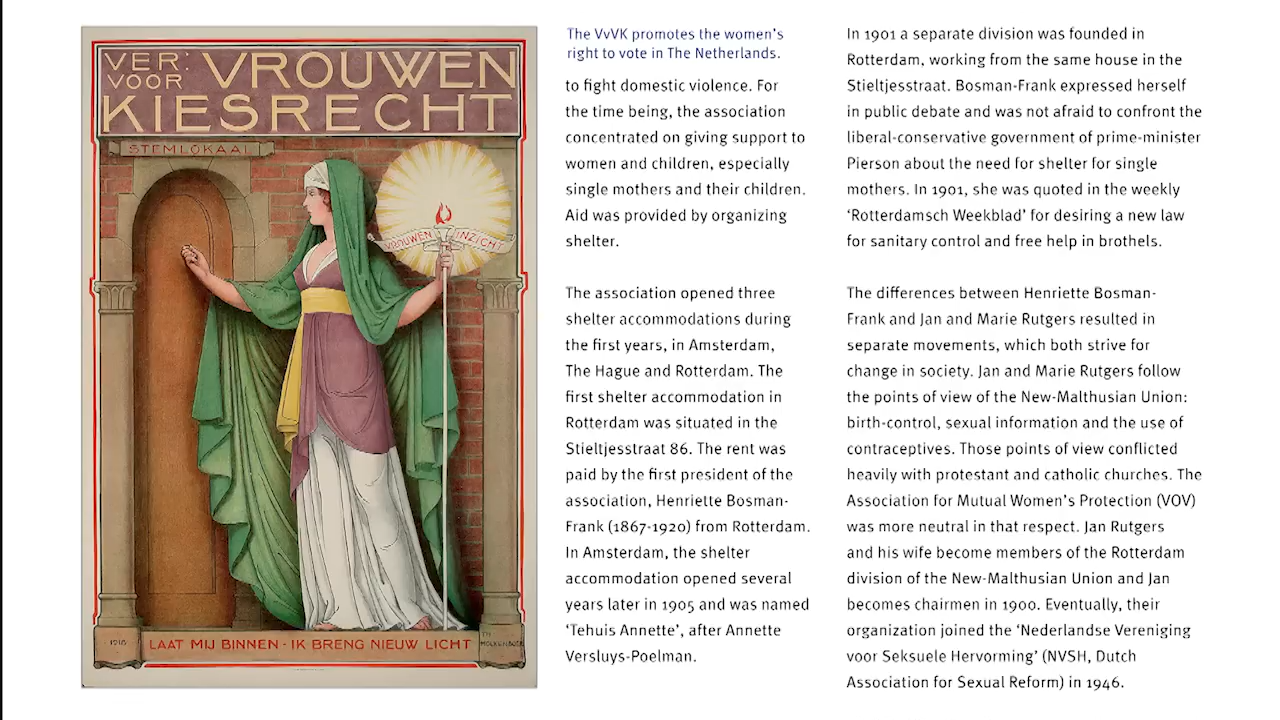 VER: VROUWEN
VOOR
KIESRECHT
STEMLOKAAL
VROUWEN INZICHT
1918
LAAT MIJ BINNEN - IK BRENG NIEUW LICHT
TH
MOLKENBOER
The VvVK promotes the women's
right to vote in The Netherlands.
to fight domestic violence. For
the time being, the association
concentrated on giving support to
women and children, especially
single mothers and their children.
Aid was provided by organizing
shelter.
The association opened three
shelter accommodations during
the first years, in Amsterdam,
The Hague and Rotterdam. The
first shelter accommodation in
Rotterdam was situated in the
Stieltjesstraat 86. The rent was
paid by the first president of the
association, Henriette Bosman-
Frank (1867-1920) from Rotterdam.
In Amsterdam, the shelter
accommodation opened several
years later in 1905 and was named
'Tehuis Annette', after Annette
Versluys-Poelman.
In 1901 a separate division was founded in
Rotterdam, working from the same house in the
Stieltjesstraat. Bosman-Frank expressed herself
in public debate and was not afraid to confront the
liberal-conservative government of prime-minister
Pierson about the need for shelter for single
mothers. In 1901, she was quoted in the weekly
'Rotterdamsch Weekblad' for desiring a new law
for sanitary control and free help in brothels.
The differences between Henriette Bosman-
Frank and Jan and Marie Rutgers resulted in
separate movements, which both strive for
change in society. Jan and Marie Rutgers follow
the points of view of the New-Malthusian Union:
birth-control, sexual information and the use of
contraceptives. Those points of view conflicted
heavily with protestant and catholic churches. The
Association for Mutual Women's Protection (VOV)
was more neutral in that respect. Jan Rutgers
and his wife become members of the Rotterdam
division of the New-Malthusian Union and Jan
becomes chairmen in 1900. Eventually, their
organization joined the 'Nederlandse Vereniging
voor Seksuele Hervorming' (NVSH, Dutch
Association for Sexual Reform) in 1946.